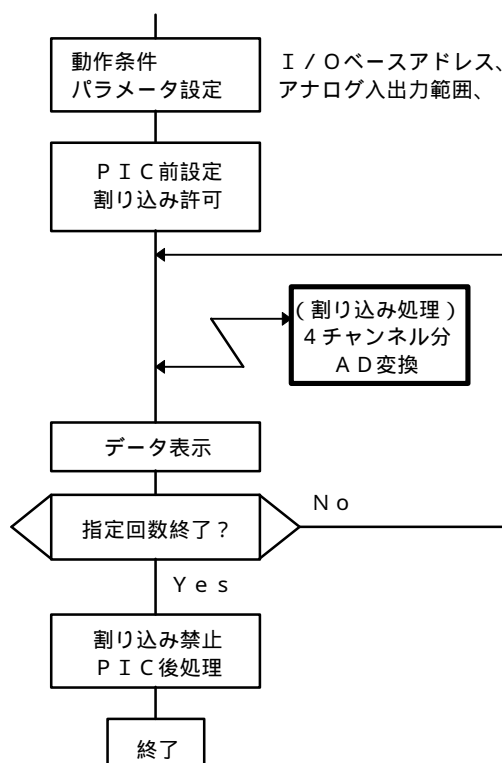 動作条件
パラメータ設定
Ｉ／Ｏベースアドレス、
アナログ入出力範囲、
ＰＩＣ前設定
割り込み許可
（割り込み処理）
４チャンネル分
ＡＤ変換
データ表示
指定回数終了？
Ｎｏ
Ｙｅｓ
割り込み禁止
ＰＩＣ後処理
終了